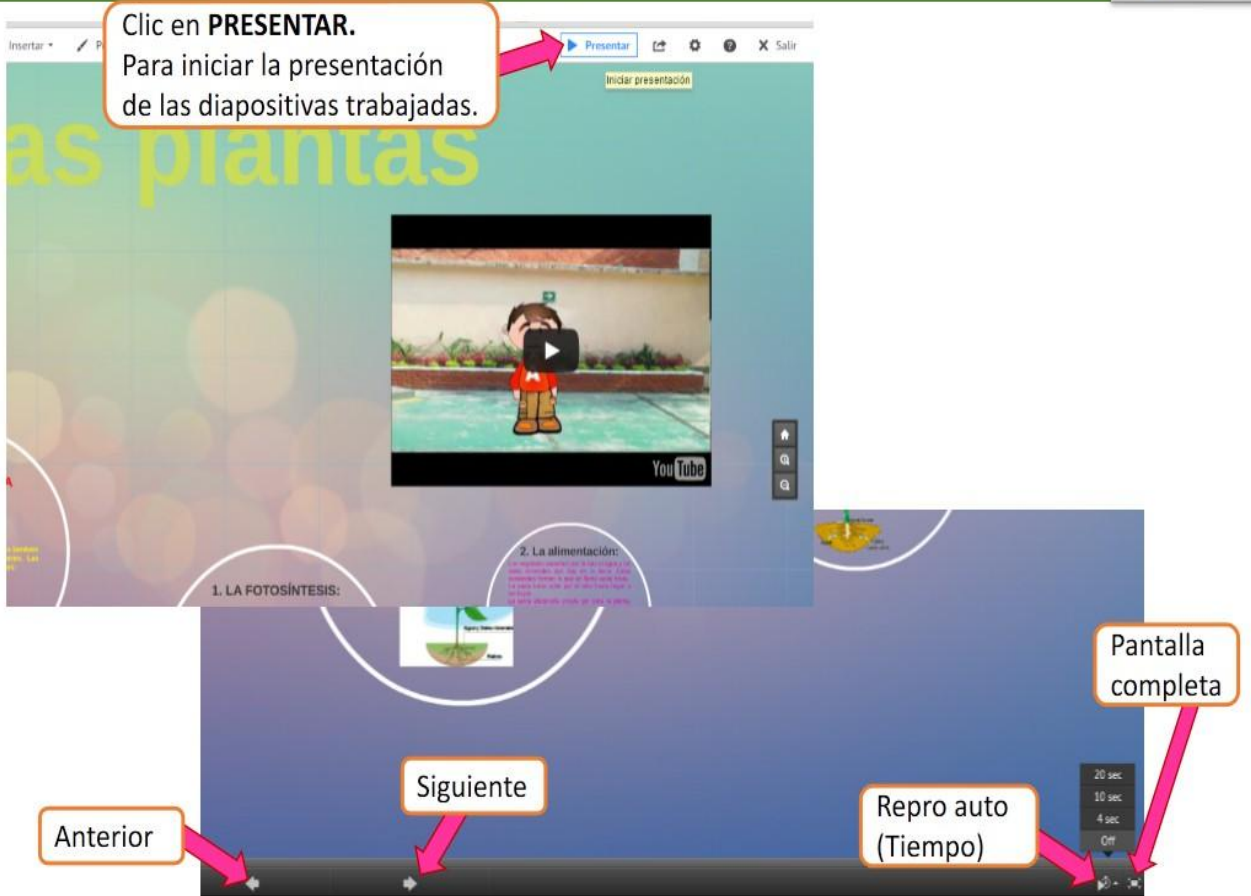 Clic en PRESENTAR.
Para iniciar la presentación
de las diapositivas trabajadas.
Insertar
Presentar
Salir
Iniciar presentación
as plantas
YouTube
A
2. La alimentación:
1. LA FOTOSÍNTESIS:
Pantalla
completa
20 sec
10 sec
4 sec
Off
Siguiente
Repro auto
(Tiempo)
Anterior